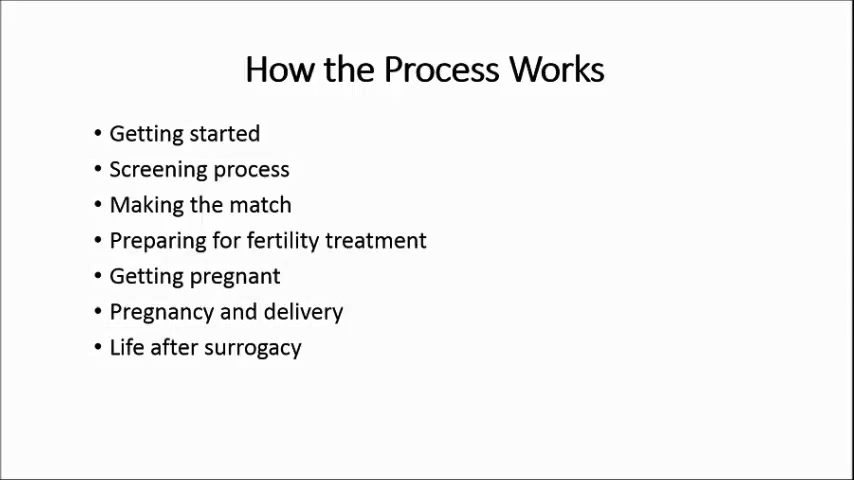 How the Process Works
• Getting started
• Screening process
• Making the match
• Preparing for fertility treatment
• Getting pregnant
• Pregnancy and delivery
• Life after surrogacy